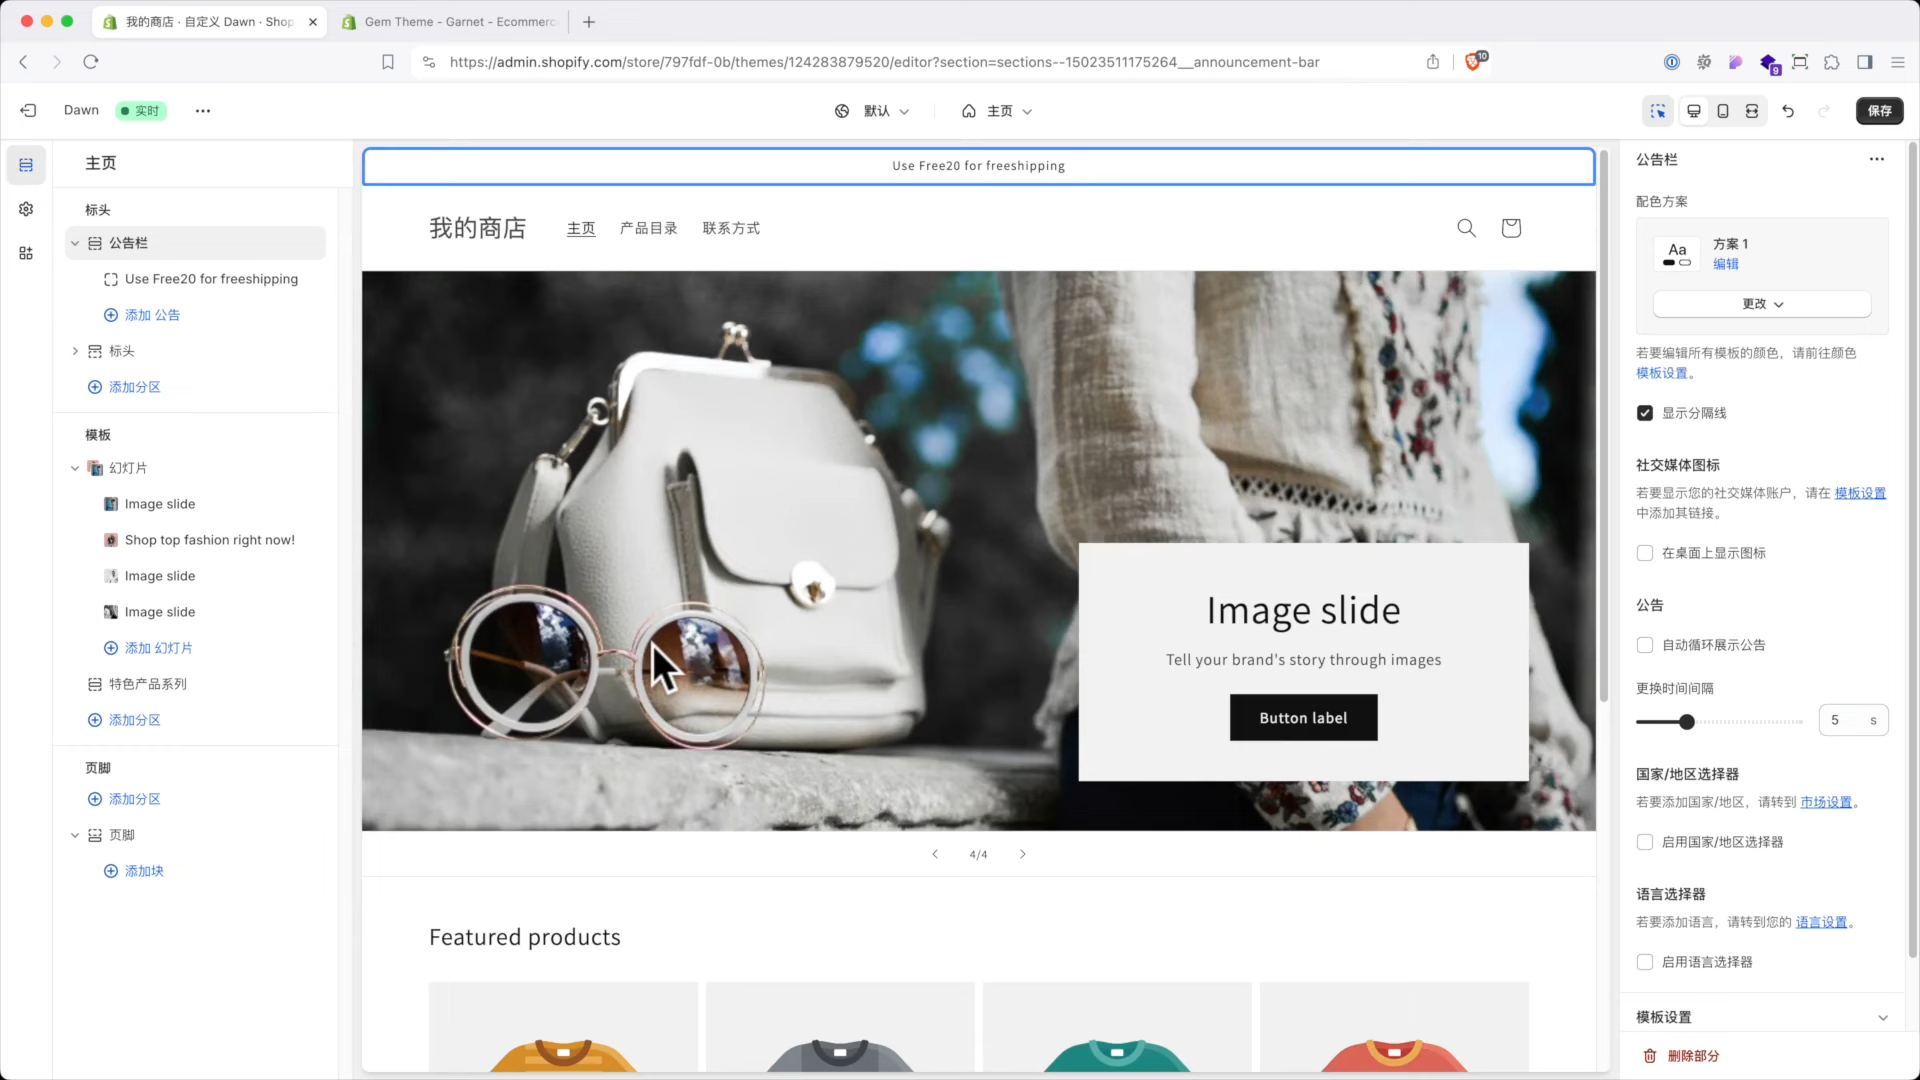 我的商店 · 自定义 Dawn · Shop
Gem Theme - Garnet - Ecommerc
https://admin.shopify.com/store/797fdf-0b/themes/124283879520/editor?section=sections--15023511175264__announcement-bar
10
9
Dawn
实时
默认
主页
保存
主页
标头
公告栏
Use Free20 for freeshipping
添加 公告
标头
添加分区
模板
幻灯片
Image slide
Shop top fashion right now!
Image slide
Image slide
添加 幻灯片
特色产品系列
添加分区
页脚
添加分区
页脚
添加块
Use Free20 for freeshipping
我的商店
主页
产品目录
联系方式
Image slide
Tell your brand's story through images
Button label
4/4
Featured products
公告栏
配色方案
Aa
方案 1
编辑
更改
若要编辑所有模板的颜色，请前往颜色
模板设置。
显示分隔线
社交媒体图标
若要显示您的社交媒体账户，请在 模板设置
中添加其链接。
在桌面上显示图标
公告
自动循环展示公告
更换时间间隔
5 s
国家/地区选择器
若要添加国家/地区，请转到 市场设置。
启用国家/地区选择器
语言选择器
若要添加语言，请转到您的 语言设置。
启用语言选择器
模板设置
删除部分